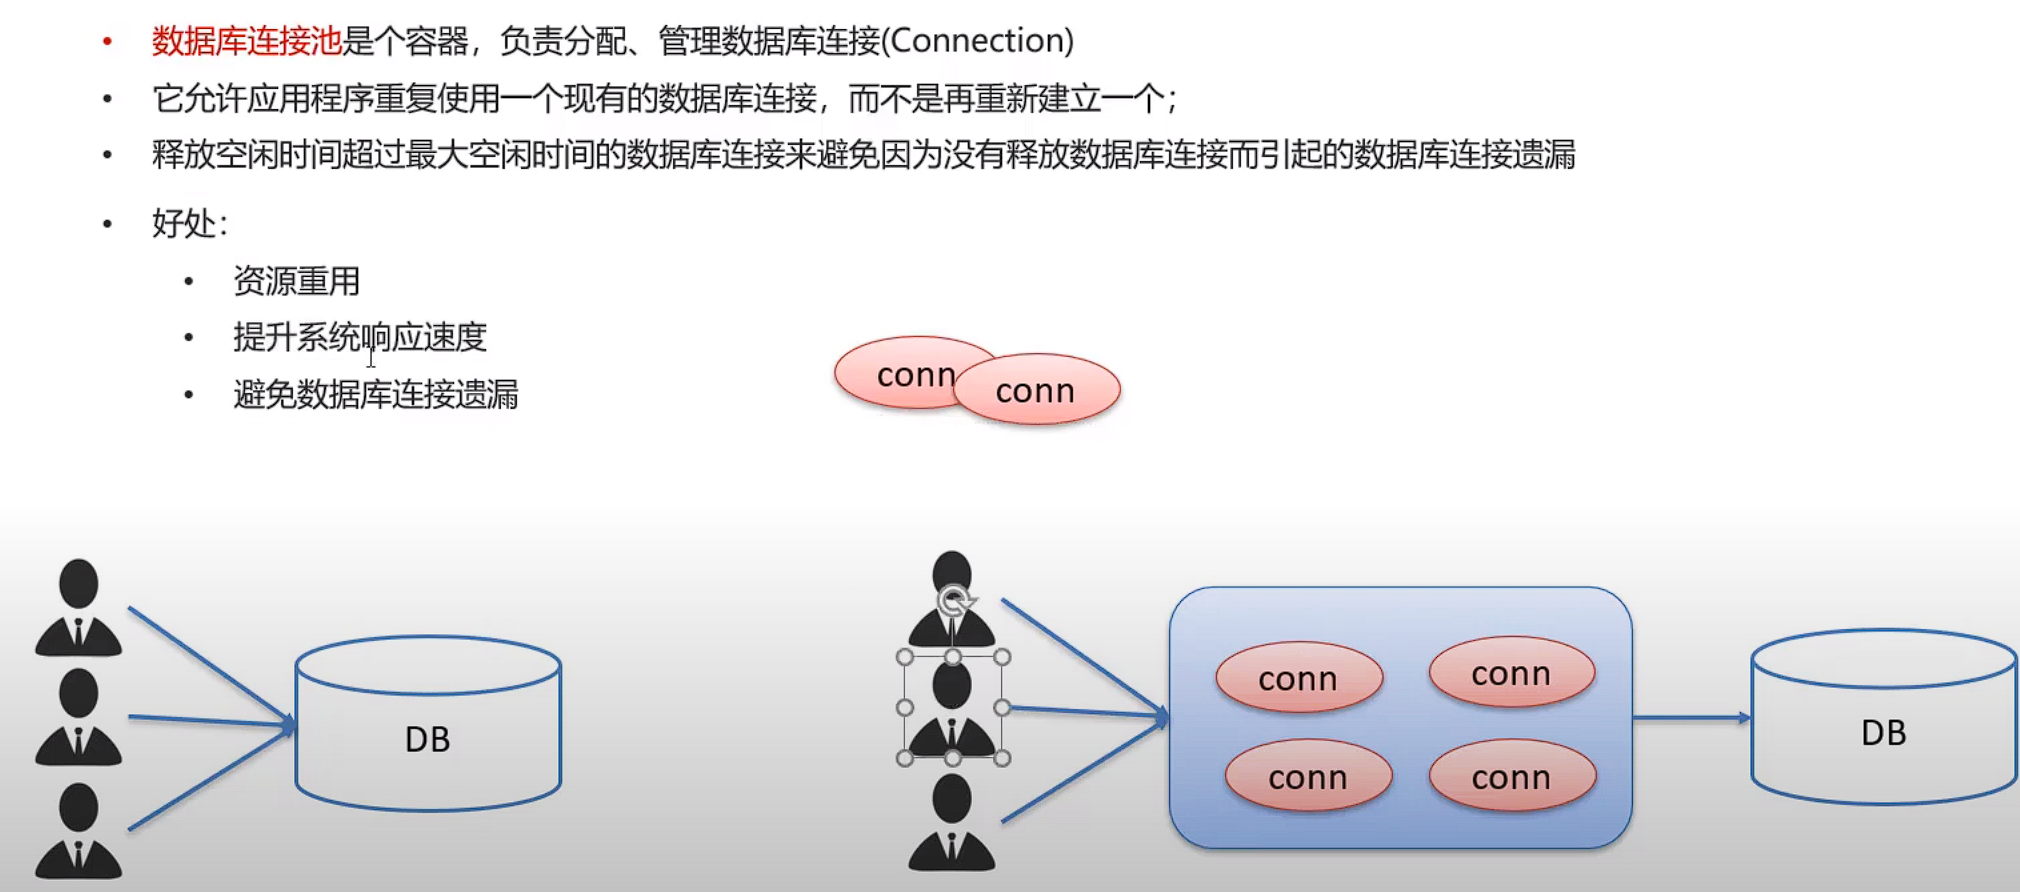 • 数据库连接池是个容器，负责分配、管理数据库连接(Connection)
• 它允许应用程序重复使用一个现有的数据库连接，而不是再重新建立一个；
• 释放空闲时间超过最大空闲时间的数据库连接来避免因为没有释放数据库连接而引起的数据库连接遗漏
• 好处：
• 资源重用
• 提升系统响应速度
• 避免数据库连接遗漏
conn
conn
DB
conn
conn
conn
conn
DB